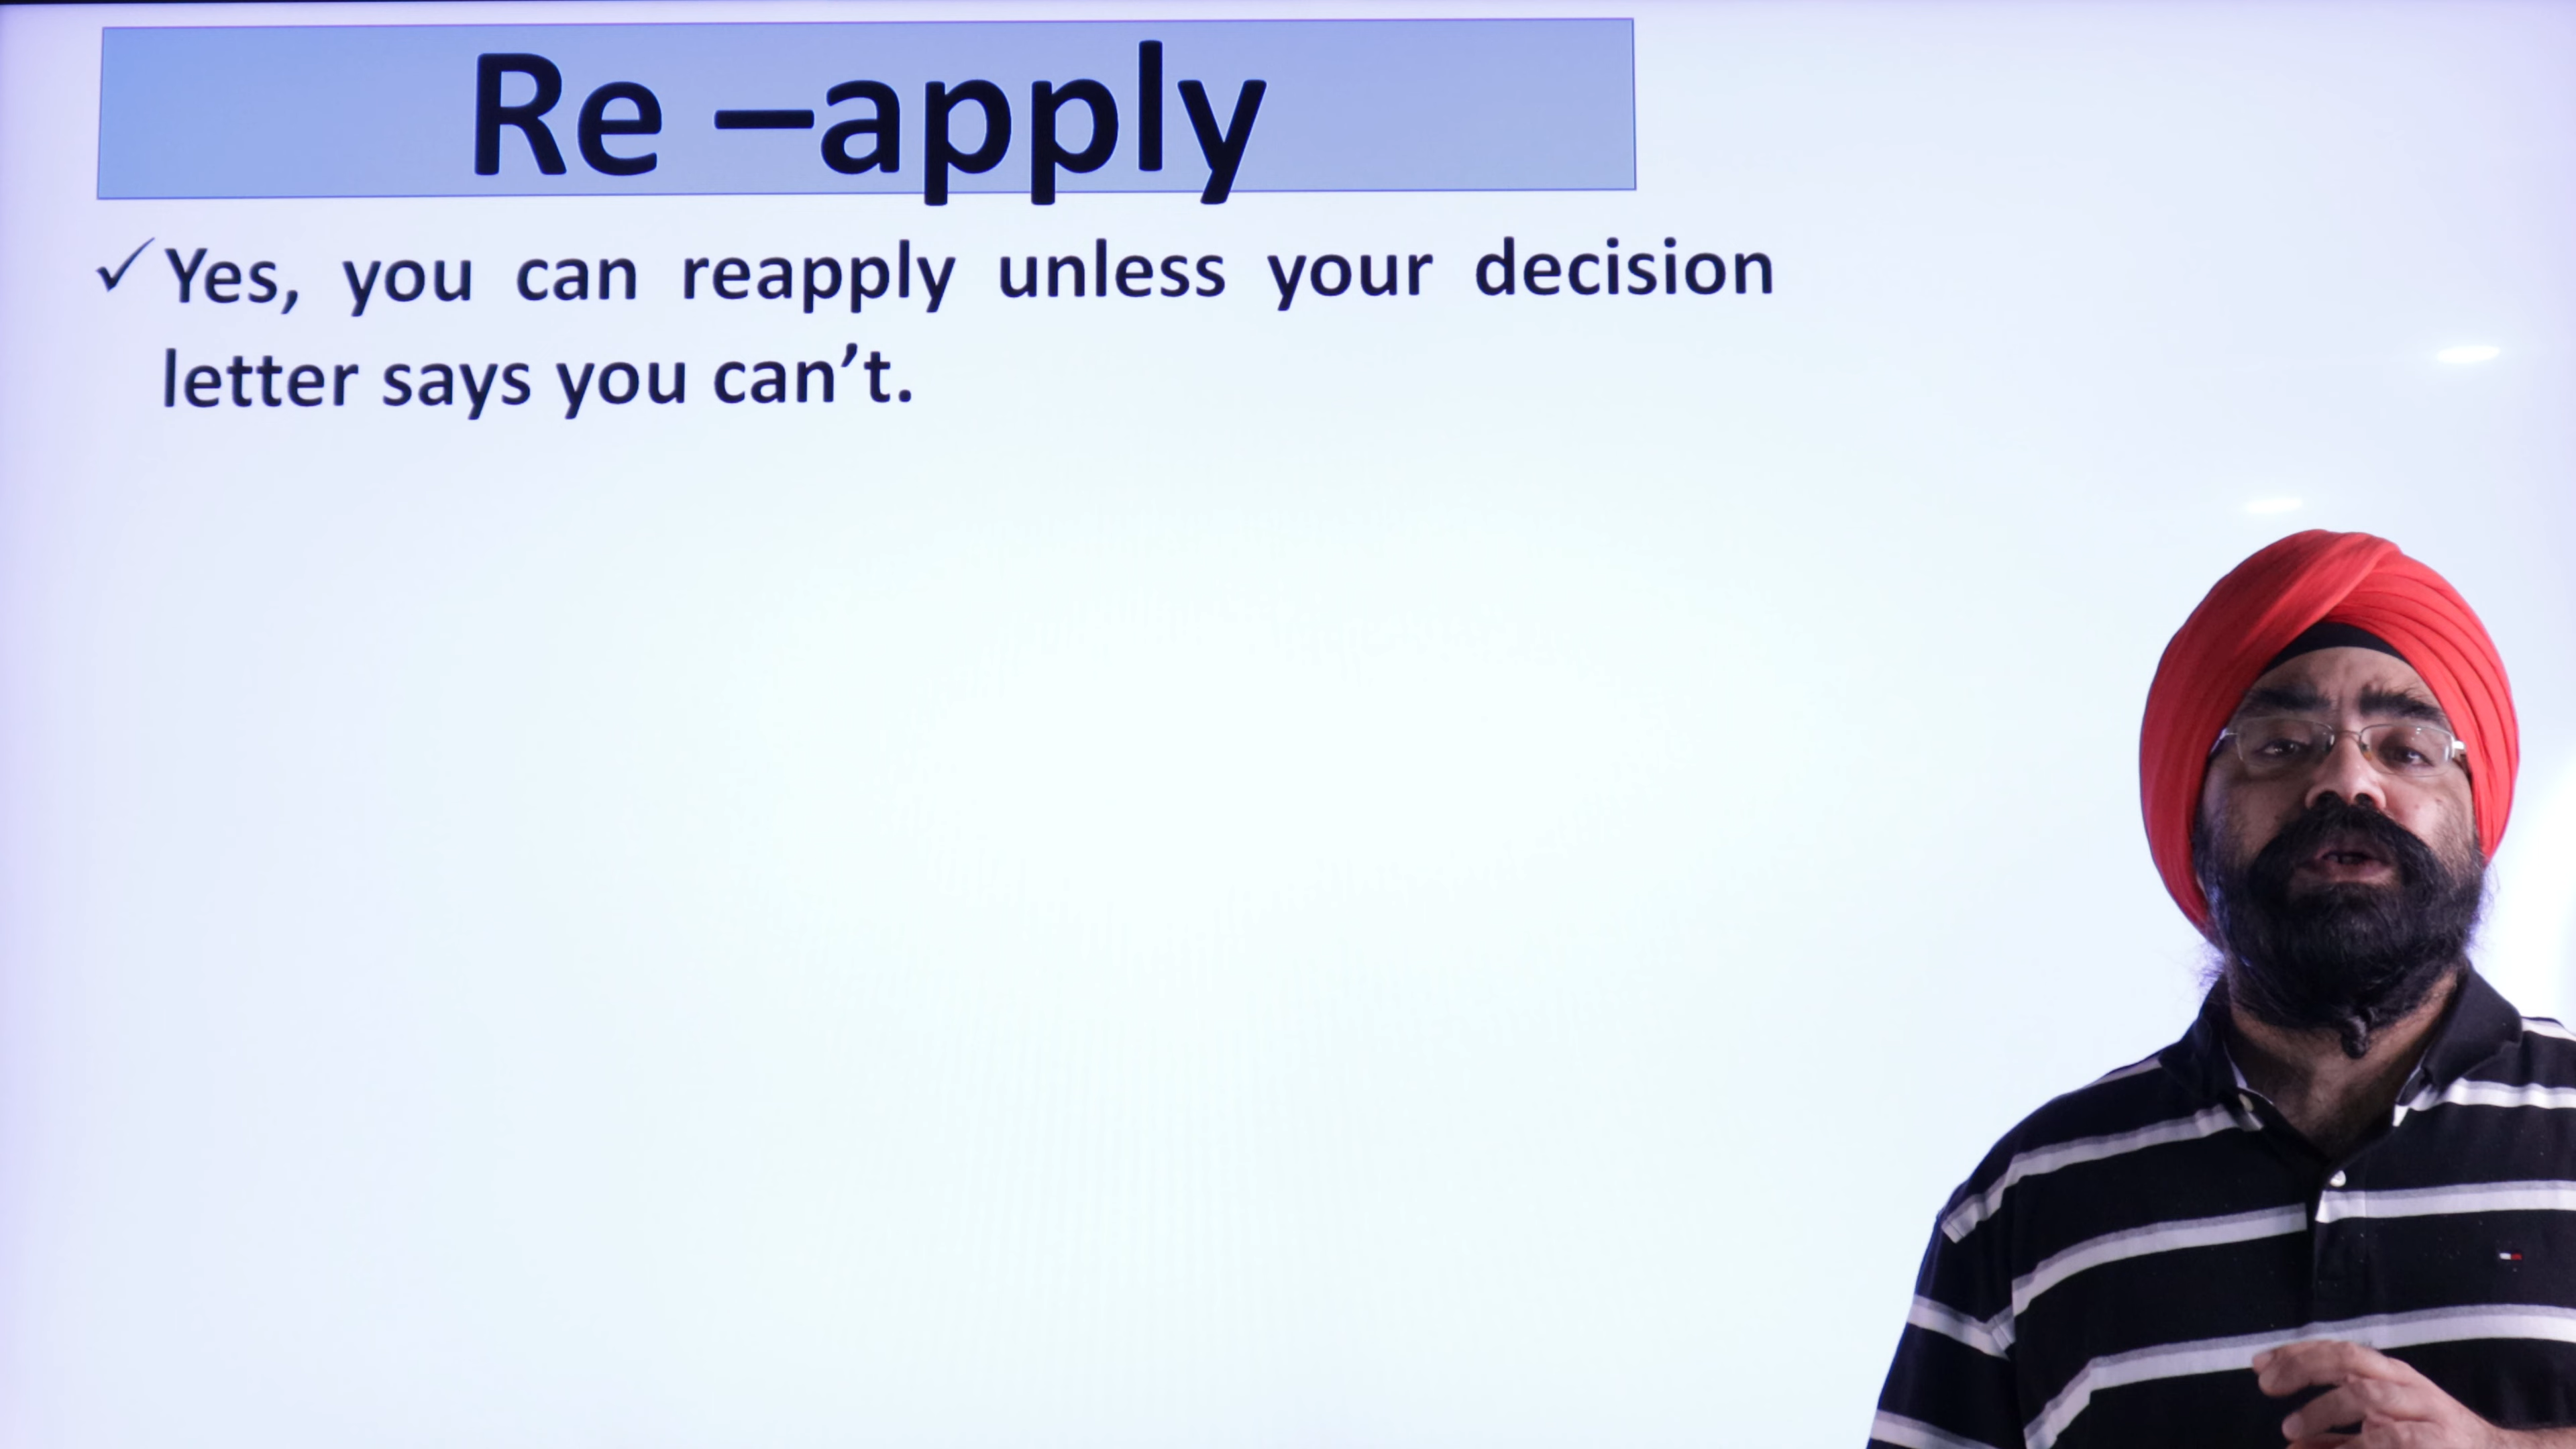 Re –apply
✓ Yes, you can reapply unless your decision
letter says you can’t.